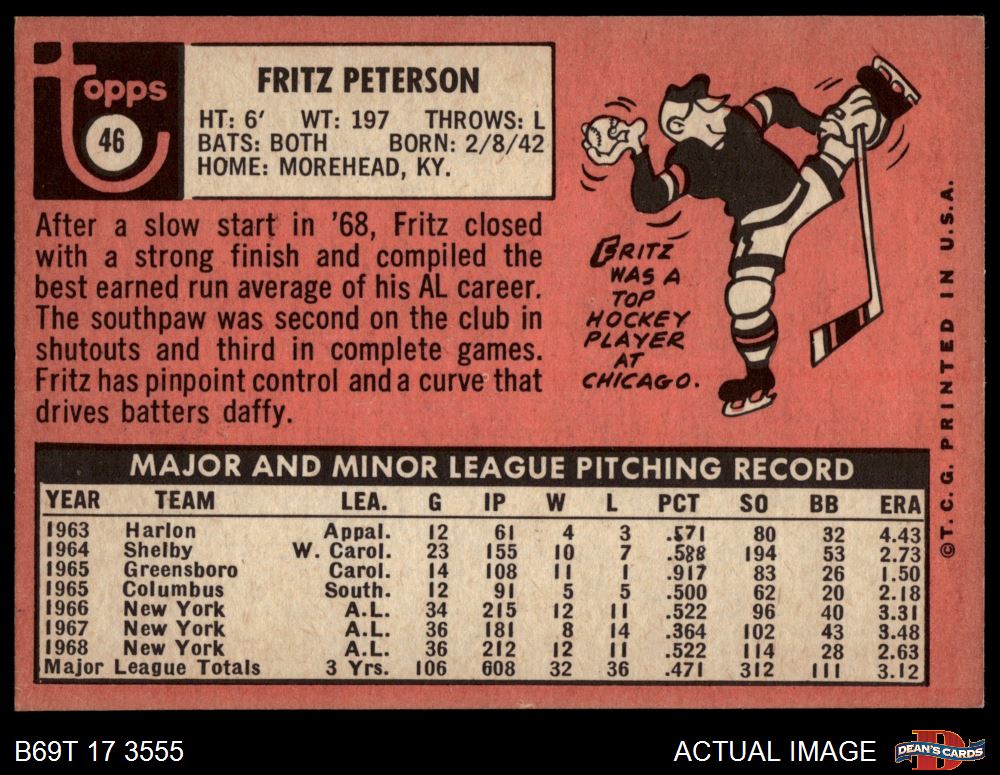 Topps
46
FRITZ PETERSON
HT: 6' WT: 197 THROWS: L
BATS: BOTH BORN: 2/8/42
HOME: MOREHEAD, KY.
After a slow start in '68, Fritz closed
with a strong finish and compiled the
best earned run average of his AL career.
The southpaw was second on the club in
shutouts and third in complete games.
Fritz has pinpoint control and a curve that
drives batters daffy.
FRITZ
WAS A
TOP
HOCKEY
PLAYER
AT
CHICAGO.
©T. C. G. PRINTED IN U.S.A.
MAJOR AND MINOR LEAGUE PITCHING RECORD
YEAR TEAM LEA. G IP W L PCT SO BB ERA
1963 Harlon Appal. 12 61 4 3 .571 80 32 4.43
1964 Shelby W. Carol. 23 155 10 7 .588 194 53 2.73
1965 Greensboro Carol. 14 108 11 1 .917 83 26 1.50
1965 Columbus South. 12 91 5 5 .500 62 20 2.18
1966 New York A.L. 34 215 12 11 .522 96 40 3.31
1967 New York A.L. 36 181 8 14 .364 102 43 3.48
1968 New York A.L. 36 212 12 11 .522 114 28 2.63
Major League Totals 3 Yrs. 106 608 32 36 .471 312 111 3.12
B69T 17 3555
ACTUAL IMAGE
D
DEAN'S CARDS